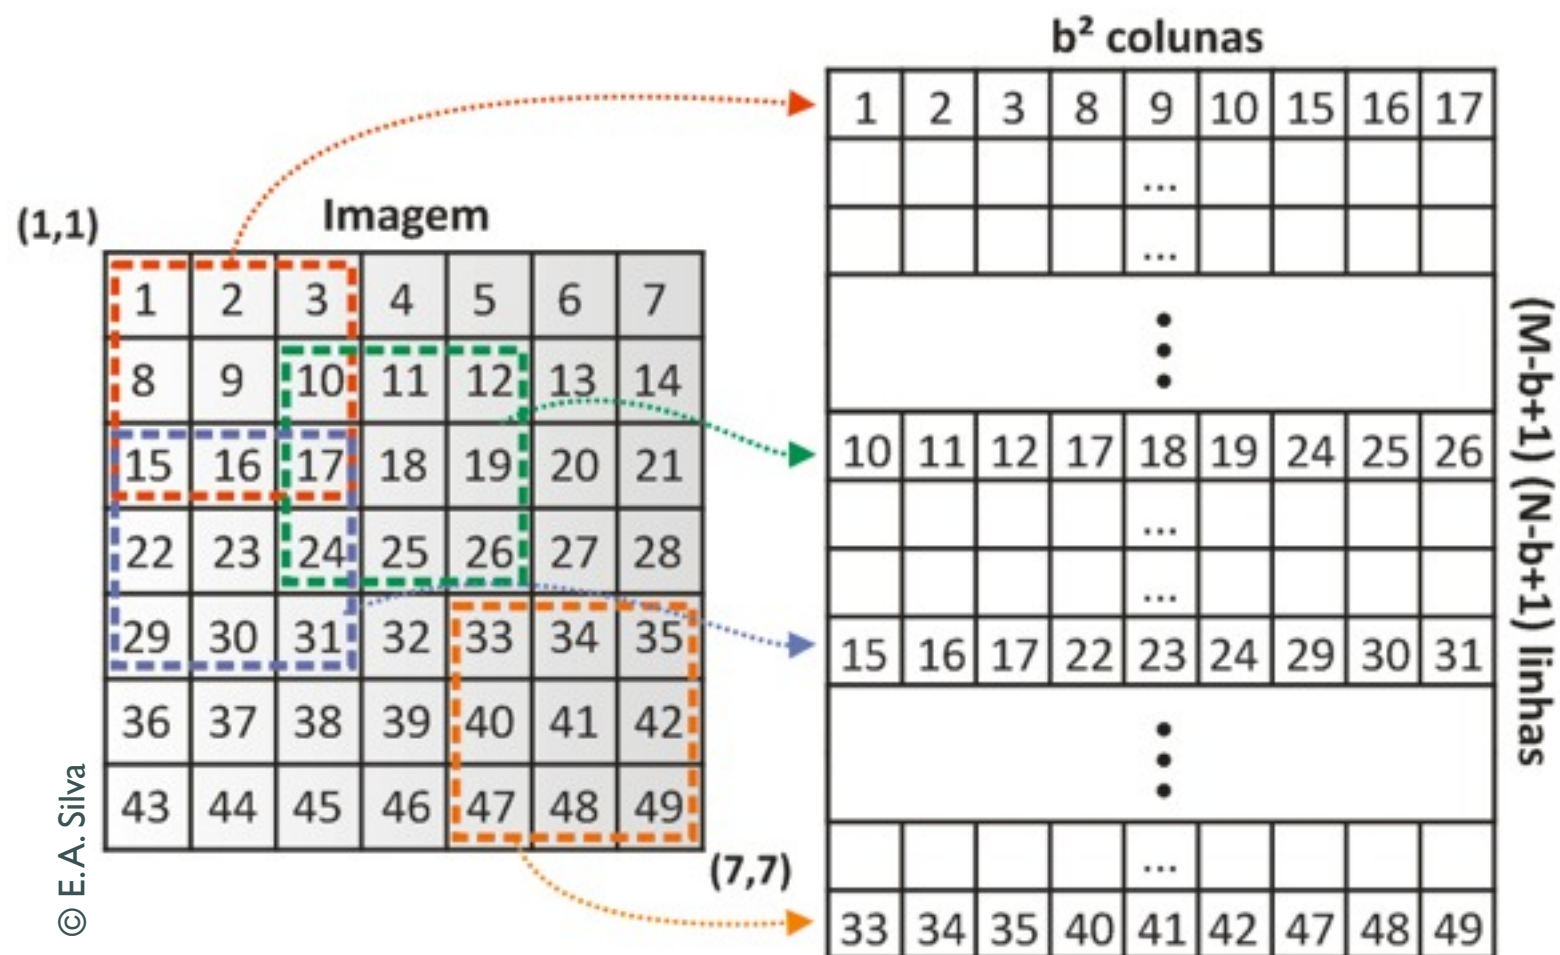 b² colunas
1 2 3 8 9 10 15 16 17
...
...
(1,1)
Imagem
1 2 3 4 5 6 7
8 9 10 11 12 13 14
15 16 17 18 19 20 21
22 23 24 25 26 27 28
29 30 31 32 33 34 35
36 37 38 39 40 41 42
43 44 45 46 47 48 49
(7,7)
10 11 12 17 18 19 24 25 26
...
...
15 16 17 22 23 24 29 30 31
...
33 34 35 40 41 42 47 48 49
(M-b+1) (N-b+1) linhas
© E. A. Silva